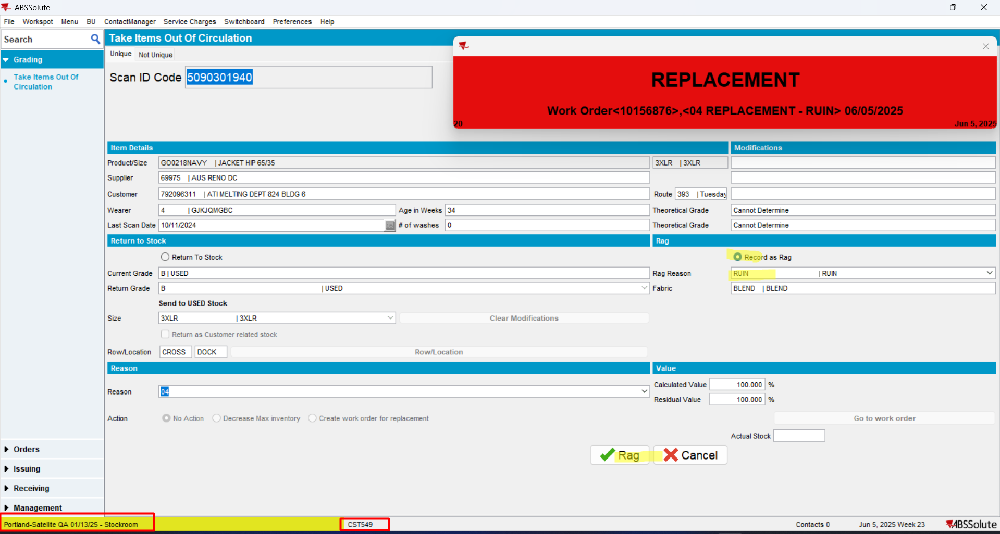 ABSSolute
File Workspot Menu BU ContactManager Service Charges Switchboard Preferences Help
Search
Take Items Out Of Circulation
Grading
Take Items Out Of
Circulation
Unique Not Unique
Scan ID Code 5090301940
REPLACEMENT
Work Order<10156876>,<04 REPLACEMENT - RUIN> 06/05/2025
20 Jun 5, 2025
Item Details Modifications
Product/Size GO0218NAVY | JACKET HIP 65/35 3XLR | 3XLR
Supplier 69975 | AUS RENO DC
Customer 792096311 | ATI MELTING DEPT 824 BLDG 6 Route 393 | Tuesday
Wearer 4 | GJKJQMGBC Age in Weeks 34 Theoretical Grade Cannot Determine
Last Scan Date 10/11/2024 16 # of washes 0 Theoretical Grade Cannot Determine
Return to Stock Rag
Return To Stock Record as Rag
Current Grade B | USED Rag Reason RUIN | RUIN
Return Grade B | USED Fabric BLEND | BLEND
Send to USED Stock
Size 3XLR | 3XLR Clear Modifications
Return as Customer related stock
Row/Location CROSS DOCK Row/Location
Reason Value
Calculated Value 100.000 %
Reason 04
Residual Value 100.000 %
Action No Action Decrease Max inventory Create work order for replacement Go to work order
Actual Stock
Rag Cancel
Orders
Issuing
Receiving
Management
Portland-Satellite QA 01/13/25 - Stockroom CST549 Contacts 0 Jun 5, 2025 Week 23 ABSSolute